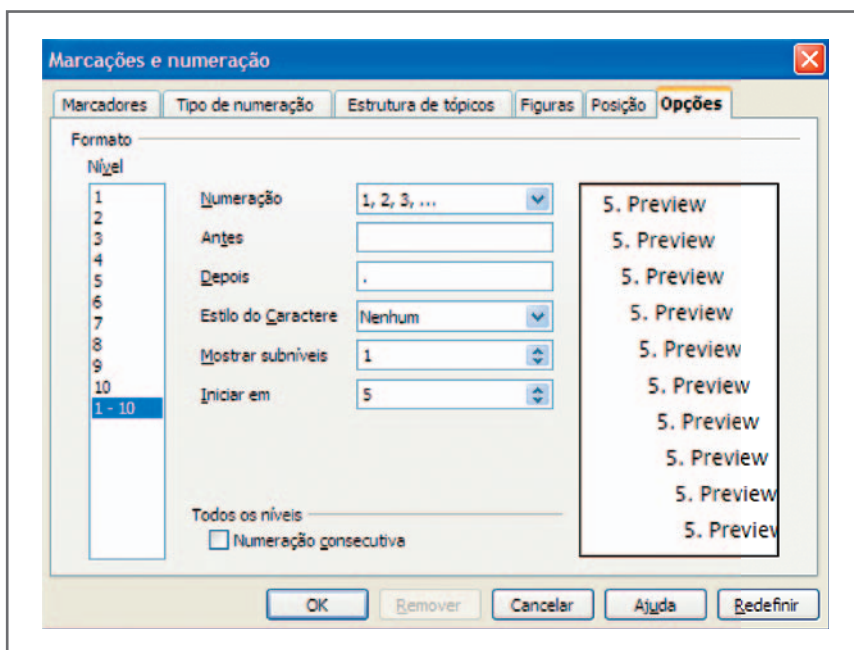 Marcações e numeração
Marcadores Tipo de numeração Estrutura de tópicos Figuras Posição Opções
Formato
Nível
1
2
3
4
5
6
7
8
9
10
1 - 10
Numeração 1, 2, 3, ...
Antes
Depois .
Estilo do Caractere Nenhum
Mostrar subníveis 1
Iniciar em 5
Todos os níveis
Numeração consecutiva
5. Preview
5. Preview
5. Preview
5. Preview
5. Preview
5. Preview
5. Preview
5. Preview
5. Preview
5. Preview
OK Remover Cancelar Ajuda Redefinir